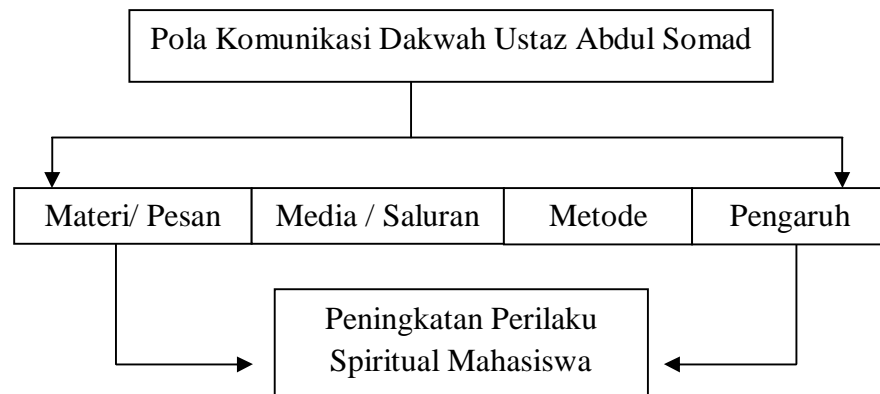 Pola Komunikasi Dakwah Ustaz Abdul Somad
Materi/ Pesan
Media / Saluran
Metode
Pengaruh
Peningkatan Perilaku
Spiritual Mahasiswa